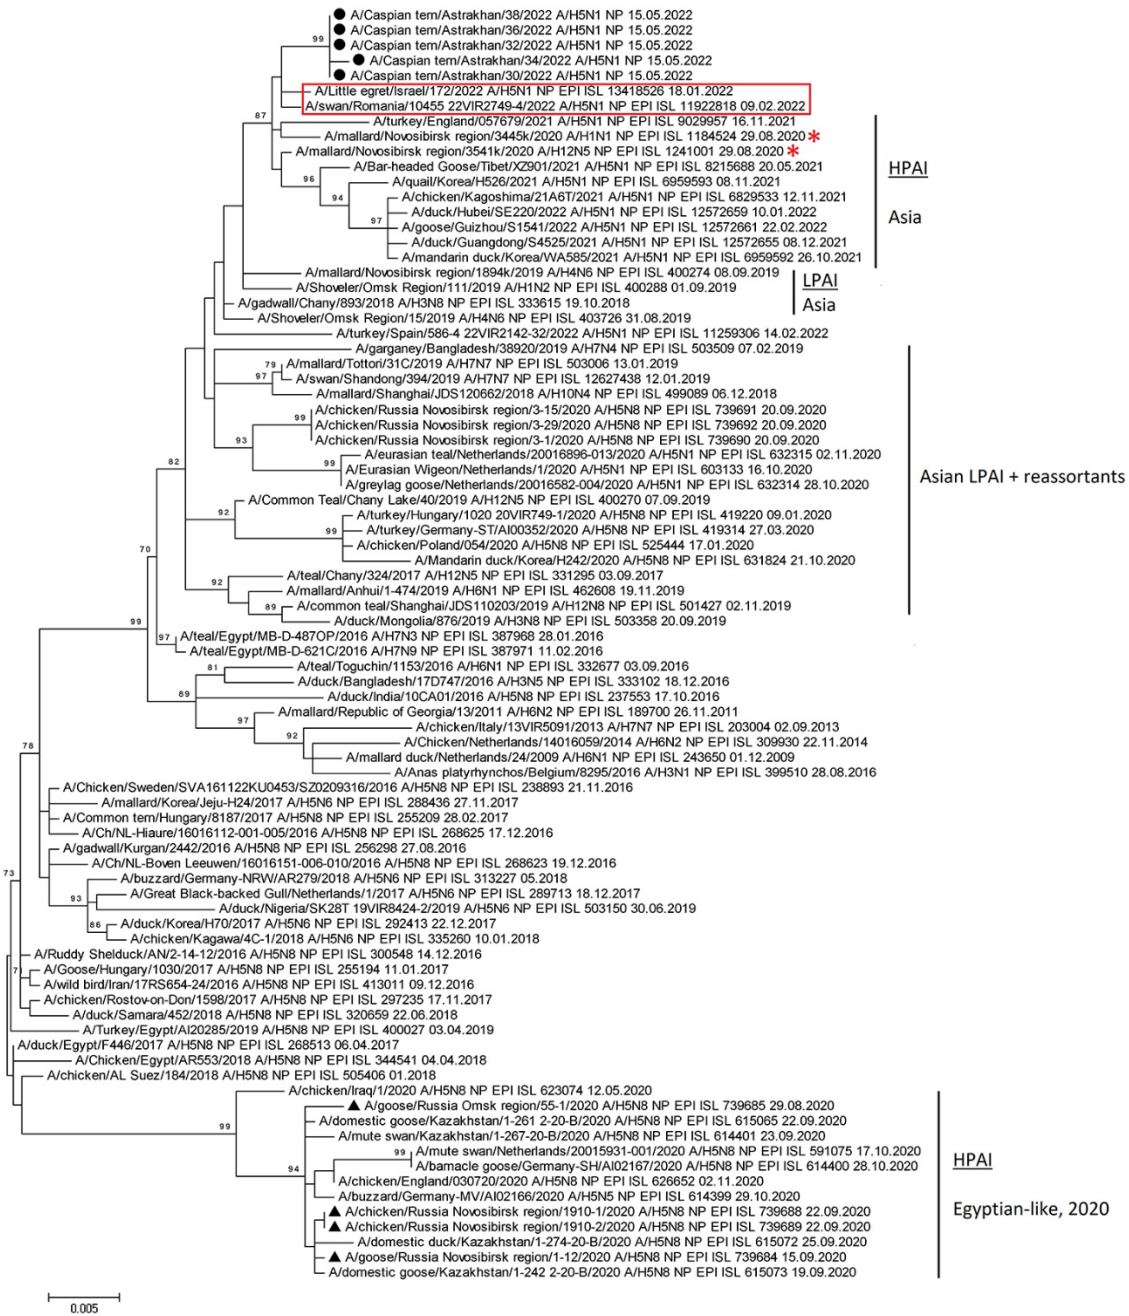 A/Caspian tern/Astrakhan/38/2022 A/H5N1 NP 15.05.2022
A/Caspian tern/Astrakhan/36/2022 A/H5N1 NP 15.05.2022
99
A/Caspian tern/Astrakhan/32/2022 A/H5N1 NP 15.05.2022
A/Caspian tern/Astrakhan/34/2022 A/H5N1 NP 15.05.2022
A/Caspian tern/Astrakhan/30/2022 A/H5N1 NP 15.05.2022
A/Little egret/Israel/172/2022 A/H5N1 NP EPI ISL 13418526 18.01.2022
A/swan/Romania/10455 22VIR2749-4/2022 A/H5N1 NP EPI ISL 11922818 09.02.2022
87
A/turkey/England/057679/2021 A/H5N1 NP EPI ISL 9029957 16.11.2021
A/mallard/Novosibirsk region/3445k/2020 A/H1N1 NP EPI ISL 1184524 29.08.2020 *
A/mallard/Novosibirsk region/3541k/2020 A/H12N5 NP EPI ISL 1241001 29.08.2020 *
A/Bar-headed Goose/Tibet/XZ901/2021 A/H5N1 NP EPI ISL 8215688 20.05.2021
HPAI
96
A/quail/Korea/H526/2021 A/H5N1 NP EPI ISL 6959593 08.11.2021
94
A/chicken/Kagoshima/21A6T/2021 A/H5N1 NP EPI ISL 6829533 12.11.2021
A/duck/Hubei/SE220/2022 A/H5N1 NP EPI ISL 12572659 10.01.2022
Asia
97
A/goose/Guizhou/S1541/2022 A/H5N1 NP EPI ISL 12572661 22.02.2022
A/duck/Guangdong/S4525/2021 A/H5N1 NP EPI ISL 12572655 08.12.2021
A/mandarin duck/Korea/WA585/2021 A/H5N1 NP EPI ISL 6959592 26.10.2021
A/mallard/Novosibirsk region/1894k/2019 A/H4N6 NP EPI ISL 400274 08.09.2019
LPAI
A/Shoveler/Omsk Region/111/2019 A/H1N2 NP EPI ISL 400288 01.09.2019
A/gadwall/Chany/893/2018 A/H3N8 NP EPI ISL 333615 19.10.2018
Asia
A/Shoveler/Omsk Region/15/2019 A/H4N6 NP EPI ISL 403726 31.08.2019
A/turkey/Spain/586-4 22VIR2142-32/2022 A/H5N1 NP EPI ISL 11259306 14.02.2022
A/garganey/Bangladesh/38920/2019 A/H7N4 NP EPI ISL 503509 07.02.2019
79
A/mallard/Tottori/31C/2019 A/H7N7 NP EPI ISL 503006 13.01.2019
97
A/swan/Shandong/394/2019 A/H7N7 NP EPI ISL 12627438 12.01.2019
A/mallard/Shanghai/JDS120662/2018 A/H10N4 NP EPI ISL 499089 06.12.2018
A/chicken/Russia Novosibirsk region/3-15/2020 A/H5N8 NP EPI ISL 739691 20.09.2020
99
A/chicken/Russia Novosibirsk region/3-29/2020 A/H5N8 NP EPI ISL 739692 20.09.2020
A/chicken/Russia Novosibirsk region/3-1/2020 A/H5N8 NP EPI ISL 739690 20.09.2020
93
A/eurasian teal/Netherlands/20016896-013/2020 A/H5N1 NP EPI ISL 632315 02.11.2020
99
A/Eurasian Wigeon/Netherlands/1/2020 A/H5N1 NP EPI ISL 603133 16.10.2020
82
Asian LPAI + reassortants
A/greylag goose/Netherlands/20016582-004/2020 A/H5N1 NP EPI ISL 632314 28.10.2020
A/Common Teal/Chany Lake/40/2019 A/H12N5 NP EPI ISL 400270 07.09.2019
92
A/turkey/Hungary/1020 20VIR749-1/2020 A/H5N8 NP EPI ISL 419220 09.01.2020
99
A/turkey/Germany-ST/AI00352/2020 A/H5N8 NP EPI ISL 419314 27.03.2020
A/chicken/Poland/054/2020 A/H5N8 NP EPI ISL 525444 17.01.2020
70
A/Mandarin duck/Korea/H242/2020 A/H5N8 NP EPI ISL 631824 21.10.2020
A/teal/Chany/324/2017 A/H12N5 NP EPI ISL 331295 03.09.2017
92
A/mallard/Anhui/1-474/2019 A/H6N1 NP EPI ISL 462608 19.11.2019
89
A/common teal/Shanghai/JDS110203/2019 A/H12N8 NP EPI ISL 501427 02.11.2019
A/duck/Mongolia/876/2019 A/H3N8 NP EPI ISL 503358 20.09.2019
99
97
A/teal/Egypt/MB-D-487OP/2016 A/H7N3 NP EPI ISL 387968 28.01.2016
A/teal/Egypt/MB-D-621C/2016 A/H7N9 NP EPI ISL 387971 11.02.2016
81
A/teal/Toguchin/1153/2016 A/H6N1 NP EPI ISL 332677 03.09.2016
A/duck/Bangladesh/17D747/2016 A/H3N5 NP EPI ISL 333102 18.12.2016
89
A/duck/India/10CA01/2016 A/H5N8 NP EPI ISL 237553 17.10.2016
A/mallard/Republic of Georgia/13/2011 A/H6N2 NP EPI ISL 189700 26.11.2011
97
A/chicken/Italy/13VIR5091/2013 A/H7N7 NP EPI ISL 203004 02.09.2013
92
A/Chicken/Netherlands/14016059/2014 A/H6N2 NP EPI ISL 309930 22.11.2014
78
A/mallard duck/Netherlands/24/2009 A/H6N1 NP EPI ISL 243650 01.12.2009
A/Anas platyrhynchos/Belgium/8295/2016 A/H3N1 NP EPI ISL 399510 28.08.2016
A/Chicken/Sweden/SVA161122KU0453/SZ0209316/2016 A/H5N8 NP EPI ISL 238893 21.11.2016
A/mallard/Korea/Jeju-H24/2017 A/H5N6 NP EPI ISL 288436 27.11.2017
A/Common tern/Hungary/8187/2017 A/H5N8 NP EPI ISL 255209 28.02.2017
A/Ch/NL-Hiaure/16016112-001-005/2016 A/H5N8 NP EPI ISL 268625 17.12.2016
A/gadwall/Kurgan/2442/2016 A/H5N8 NP EPI ISL 256298 27.08.2016
A/Ch/NL-Boven Leeuwen/16016151-006-010/2016 A/H5N8 NP EPI ISL 268623 19.12.2016
73
A/buzzard/Germany-NRW/AR279/2018 A/H5N6 NP EPI ISL 313227 05.2018
93
A/Great Black-backed Gull/Netherlands/1/2017 A/H5N6 NP EPI ISL 289713 18.12.2017
A/duck/Nigeria/SK28T 19VIR8424-2/2019 A/H5N6 NP EPI ISL 503150 30.06.2019
86
A/duck/Korea/H70/2017 A/H5N6 NP EPI ISL 292413 22.12.2017
A/chicken/Kagawa/4C-1/2018 A/H5N6 NP EPI ISL 335260 10.01.2018
A/Ruddy Shelduck/AN/2-14-12/2016 A/H5N8 NP EPI ISL 300548 14.12.2016
A/Goose/Hungary/1030/2017 A/H5N8 NP EPI ISL 255194 11.01.2017
A/wild bird/Iran/17RS654-24/2016 A/H5N8 NP EPI ISL 413011 09.12.2016
A/chicken/Rostov-on-Don/1598/2017 A/H5N8 NP EPI ISL 297235 17.11.2017
A/duck/Samara/452/2018 A/H5N8 NP EPI ISL 320659 22.06.2018
A/Turkey/Egypt/AI20285/2019 A/H5N8 NP EPI ISL 400027 03.04.2019
A/duck/Egypt/F446/2017 A/H5N8 NP EPI ISL 268513 06.04.2017
A/Chicken/Egypt/AR553/2018 A/H5N8 NP EPI ISL 344541 04.04.2018
A/chicken/AL Suez/184/2018 A/H5N8 NP EPI ISL 505406 01.2018
A/chicken/Iraq/1/2020 A/H5N8 NP EPI ISL 623074 12.05.2020
A/goose/Russia Omsk region/55-1/2020 A/H5N8 NP EPI ISL 739685 29.08.2020
99
A/domestic goose/Kazakhstan/1-261 2-20-B/2020 A/H5N8 NP EPI ISL 615065 22.09.2020
A/mute swan/Kazakhstan/1-267-20-B/2020 A/H5N8 NP EPI ISL 614401 23.09.2020
99
A/mute swan/Netherlands/20015931-001/2020 A/H5N8 NP EPI ISL 591075 17.10.2020
HPAI
A/barnacle goose/Germany-SH/AI02167/2020 A/H5N8 NP EPI ISL 614400 28.10.2020
94
A/chicken/England/030720/2020 A/H5N8 NP EPI ISL 626652 02.11.2020
A/buzzard/Germany-MV/AI02166/2020 A/H5N5 NP EPI ISL 614399 29.10.2020
Egyptian-like, 2020
A/chicken/Russia Novosibirsk region/1910-1/2020 A/H5N8 NP EPI ISL 739688 22.09.2020
A/chicken/Russia Novosibirsk region/1910-2/2020 A/H5N8 NP EPI ISL 739689 22.09.2020
A/domestic duck/Kazakhstan/1-274-20-B/2020 A/H5N8 NP EPI ISL 615072 25.09.2020
A/goose/Russia Novosibirsk region/1-12/2020 A/H5N8 NP EPI ISL 739684 15.09.2020
A/domestic goose/Kazakhstan/1-242 2-20-B/2020 A/H5N8 NP EPI ISL 615073 19.09.2020
0.005